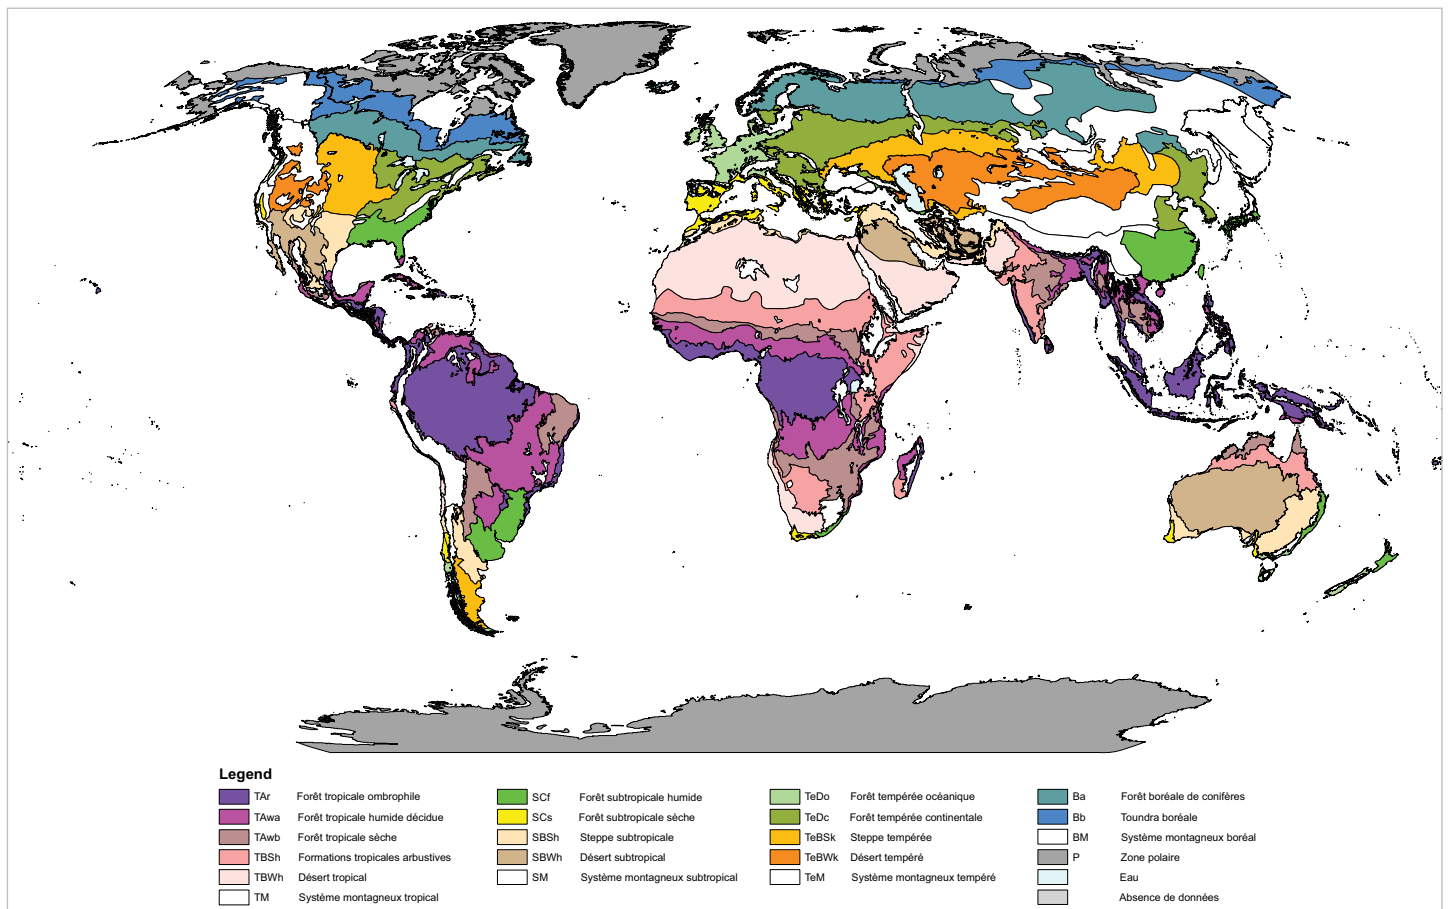 Legend
TAr Forêt tropicale ombrophile
TAwa Forêt tropicale humide décidue
TAwb Forêt tropicale sèche
TBSh Formations tropicales arbustives
TBWh Désert tropical
TM Système montagneux tropical
SCf Forêt subtropicale humide
SCs Forêt subtropicale sèche
SBSh Steppe subtropicale
SBWh Désert subtropical
SM Système montagneux subtropical
TeDo Forêt tempérée océanique
TeDc Forêt tempérée continentale
TeBSk Steppe tempérée
TeBWk Désert tempéré
TeM Système montagneux tempéré
Ba Forêt boréale de conifères
Bb Toundra boréale
BM Système montagneux boréal
P Zone polaire
Eau
Absence de données